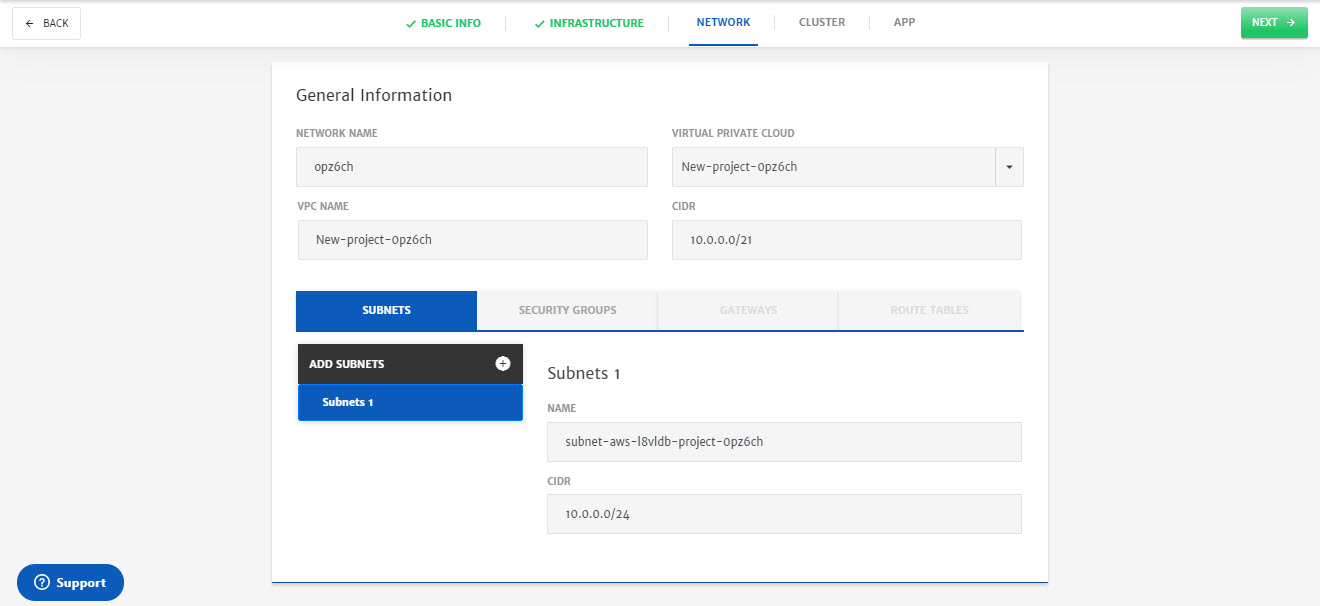 BACK
BASIC INFO
INFRASTRUCTURE
NETWORK
CLUSTER
APP
NEXT
General Information
NETWORK NAME
VIRTUAL PRIVATE CLOUD
opz6ch
New-project-0pz6ch
VPC NAME
CIDR
New-project-0pz6ch
10.0.0.0/21
SUBNETS
SECURITY GROUPS
GATEWAYS
ROUTE TABLES
ADD SUBNETS
Subnets 1
Subnets 1
NAME
subnet-aws-l8vldb-project-0pz6ch
CIDR
10.0.0.0/24
Support